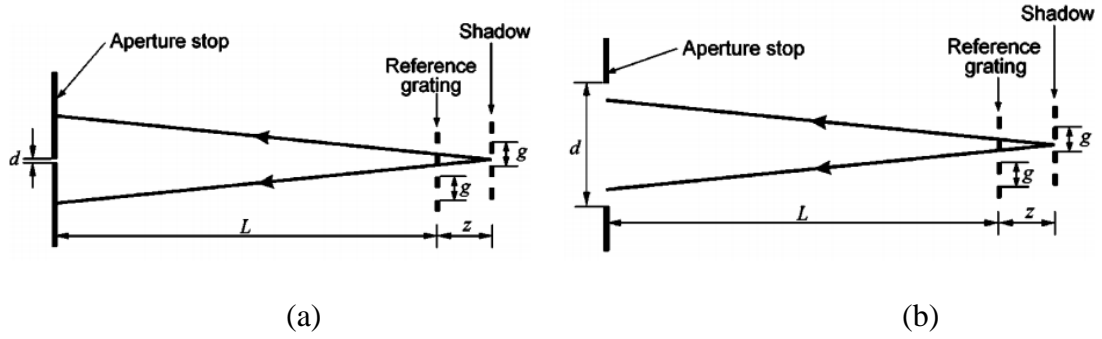 Aperture stop
Shadow
Reference
grating
d
g
g
L
z
Aperture stop
Shadow
Reference
grating
d
g
g
L
z
(a)
(b)